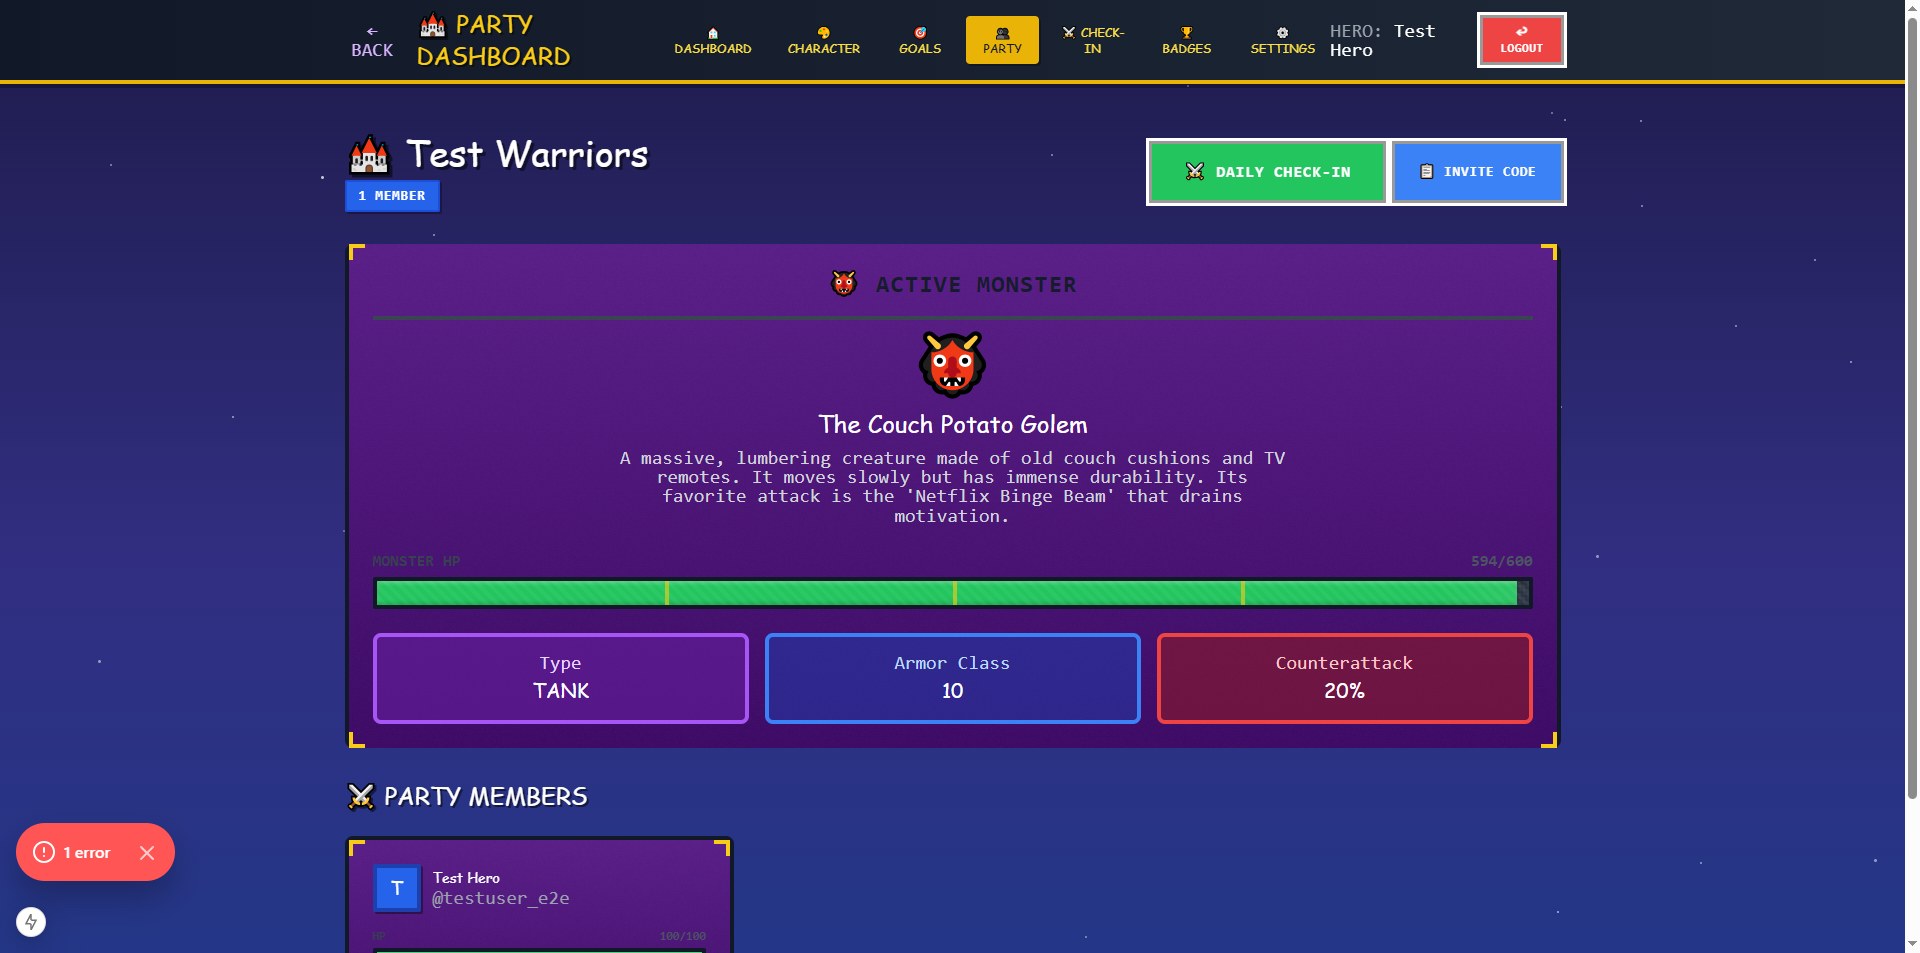 ←
BACK
🏰 PARTY
DASHBOARD
🏠
DASHBOARD
🎨
CHARACTER
🎯
GOALS
👥
PARTY
⚔️ CHECK-
IN
🏆
BADGES
⚙️
SETTINGS
HERO: Test
Hero
↩
LOGOUT
🏰 Test Warriors
1 MEMBER
⚔️ DAILY CHECK-IN
📋 INVITE CODE
👹 ACTIVE MONSTER
👹
The Couch Potato Golem
A massive, lumbering creature made of old couch cushions and TV
remotes. It moves slowly but has immense durability. Its
favorite attack is the 'Netflix Binge Beam' that drains
motivation.
MONSTER HP
594/600
Type
TANK
Armor Class
10
Counterattack
20%
⚔️ PARTY MEMBERS
T
Test Hero
@testuser_e2e
HP
100/100
1 error